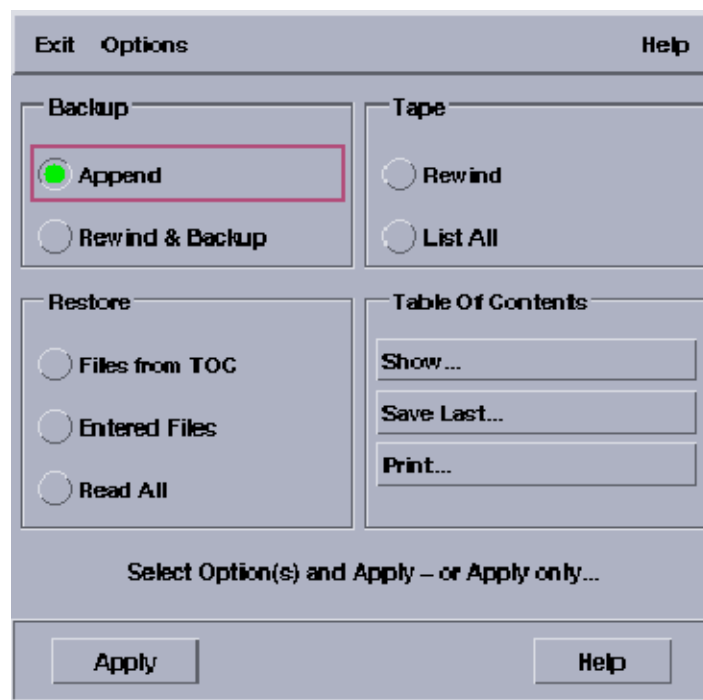 Exit Options Help
Backup
Append
Rewind & Backup
Tape
Rewind
List All
Restore
Files from TOC
Entered Files
Read All
Table Of Contents
Show...
Save Last...
Print...
Select Option(s) and Apply – or Apply only...
Apply Help